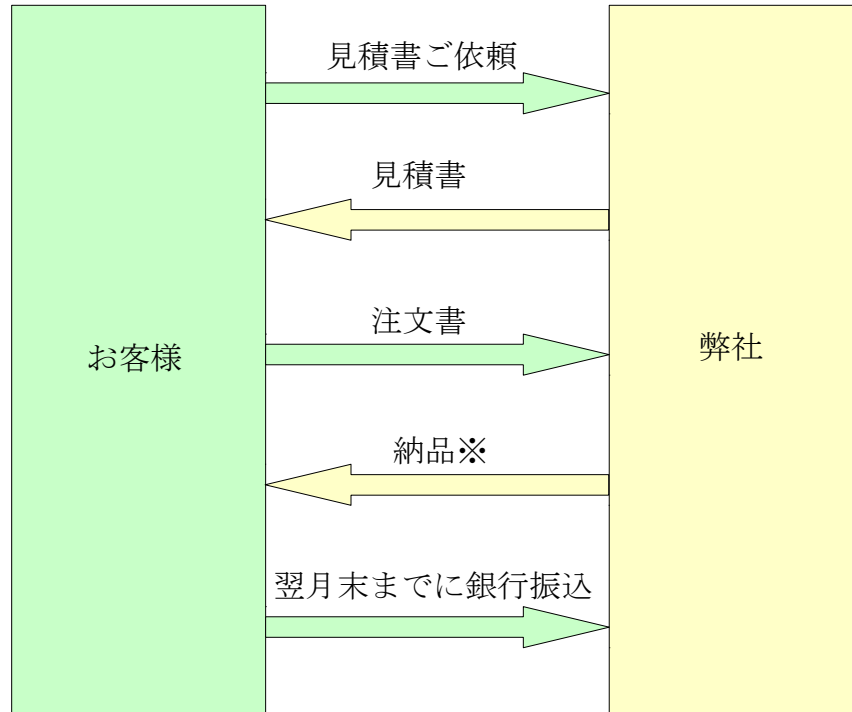 見積書ご依頼
見積書
注文書
お客様
弊社
納品※
翌月末までに銀行振込